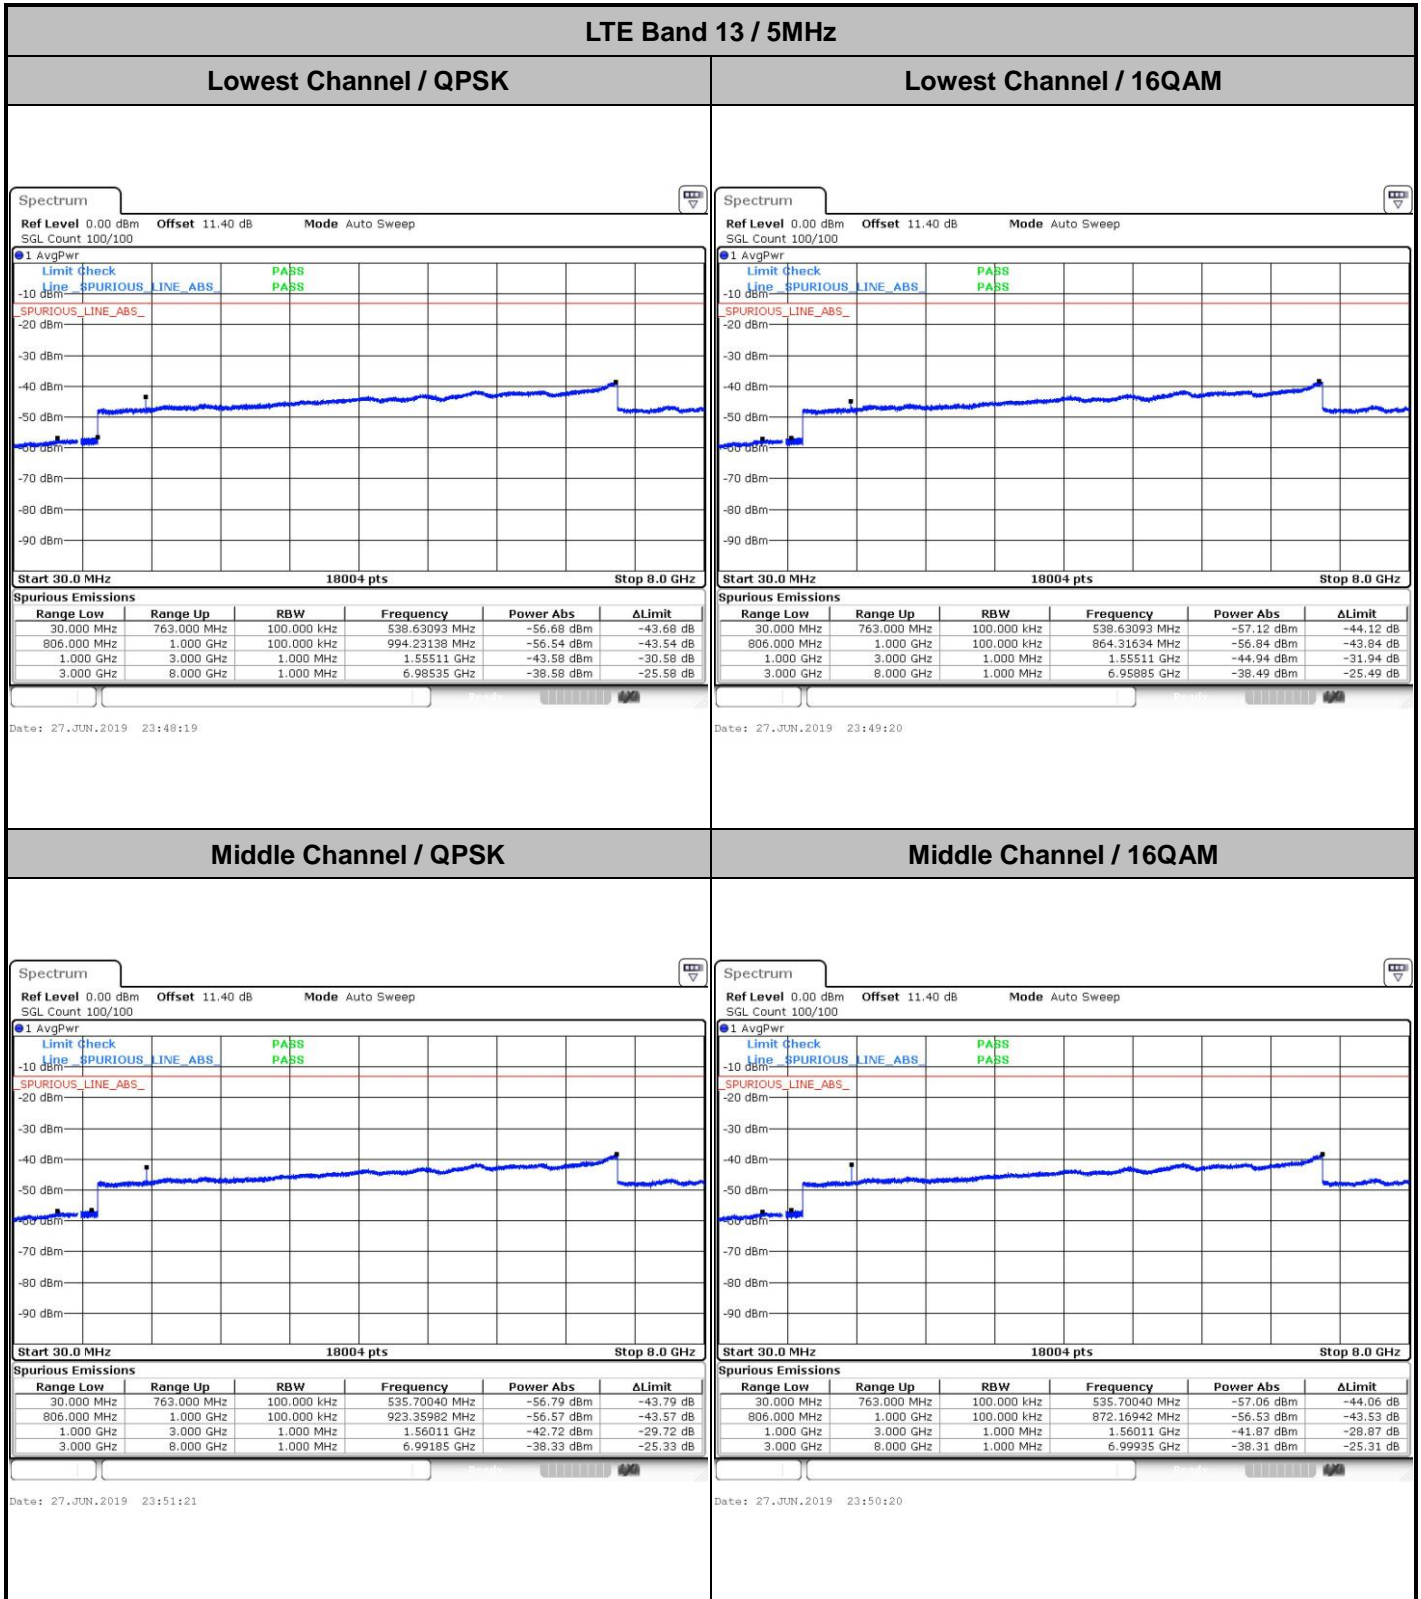 LTE Band 13 / 5MHz
Lowest Channel / QPSK
Lowest Channel / 16QAM
Spectrum
Ref Level 0.00 dBm Offset 11.40 dB Mode Auto Sweep
SGL Count 100/100
1 AvgPwr
Limit Check PASS
Line _SPURIOUS_LINE_ABS_ PASS
-10 dBm
_SPURIOUS_LINE_ABS_
-20 dBm
-30 dBm
-40 dBm
-50 dBm
-60 dBm
-70 dBm
-80 dBm
-90 dBm
Start 30.0 MHz 18004 pts Stop 8.0 GHz
Spurious Emissions
Range Low Range Up RBW Frequency Power Abs ΔLimit
30.000 MHz 763.000 MHz 100.000 kHz 538.63093 MHz -56.68 dBm -43.68 dB
806.000 MHz 1.000 GHz 100.000 kHz 994.23138 MHz -56.54 dBm -43.54 dB
1.000 GHz 3.000 GHz 1.000 MHz 1.55511 GHz -43.58 dBm -30.58 dB
3.000 GHz 8.000 GHz 1.000 MHz 6.98535 GHz -38.58 dBm -25.58 dB
Ready
Date: 27.JUN.2019 23:48:19
Spectrum
Ref Level 0.00 dBm Offset 11.40 dB Mode Auto Sweep
SGL Count 100/100
1 AvgPwr
Limit Check PASS
Line _SPURIOUS_LINE_ABS_ PASS
-10 dBm
_SPURIOUS_LINE_ABS_
-20 dBm
-30 dBm
-40 dBm
-50 dBm
-60 dBm
-70 dBm
-80 dBm
-90 dBm
Start 30.0 MHz 18004 pts Stop 8.0 GHz
Spurious Emissions
Range Low Range Up RBW Frequency Power Abs ΔLimit
30.000 MHz 763.000 MHz 100.000 kHz 538.63093 MHz -57.12 dBm -44.12 dB
806.000 MHz 1.000 GHz 100.000 kHz 864.31634 MHz -56.84 dBm -43.84 dB
1.000 GHz 3.000 GHz 1.000 MHz 1.55511 GHz -44.94 dBm -31.94 dB
3.000 GHz 8.000 GHz 1.000 MHz 6.95885 GHz -38.49 dBm -25.49 dB
Ready
Date: 27.JUN.2019 23:49:20
Middle Channel / QPSK
Middle Channel / 16QAM
Spectrum
Ref Level 0.00 dBm Offset 11.40 dB Mode Auto Sweep
SGL Count 100/100
1 AvgPwr
Limit Check PASS
Line _SPURIOUS_LINE_ABS_ PASS
-10 dBm
_SPURIOUS_LINE_ABS_
-20 dBm
-30 dBm
-40 dBm
-50 dBm
-60 dBm
-70 dBm
-80 dBm
-90 dBm
Start 30.0 MHz 18004 pts Stop 8.0 GHz
Spurious Emissions
Range Low Range Up RBW Frequency Power Abs ΔLimit
30.000 MHz 763.000 MHz 100.000 kHz 535.70040 MHz -56.79 dBm -43.79 dB
806.000 MHz 1.000 GHz 100.000 kHz 923.35982 MHz -56.57 dBm -43.57 dB
1.000 GHz 3.000 GHz 1.000 MHz 1.56011 GHz -42.72 dBm -29.72 dB
3.000 GHz 8.000 GHz 1.000 MHz 6.99185 GHz -38.33 dBm -25.33 dB
Ready
Date: 27.JUN.2019 23:51:21
Spectrum
Ref Level 0.00 dBm Offset 11.40 dB Mode Auto Sweep
SGL Count 100/100
1 AvgPwr
Limit Check PASS
Line _SPURIOUS_LINE_ABS_ PASS
-10 dBm
_SPURIOUS_LINE_ABS_
-20 dBm
-30 dBm
-40 dBm
-50 dBm
-60 dBm
-70 dBm
-80 dBm
-90 dBm
Start 30.0 MHz 18004 pts Stop 8.0 GHz
Spurious Emissions
Range Low Range Up RBW Frequency Power Abs ΔLimit
30.000 MHz 763.000 MHz 100.000 kHz 535.70040 MHz -57.06 dBm -44.06 dB
806.000 MHz 1.000 GHz 100.000 kHz 872.16942 MHz -56.53 dBm -43.53 dB
1.000 GHz 3.000 GHz 1.000 MHz 1.56011 GHz -41.87 dBm -28.87 dB
3.000 GHz 8.000 GHz 1.000 MHz 6.99935 GHz -38.31 dBm -25.31 dB
Ready
Date: 27.JUN.2019 23:50:20